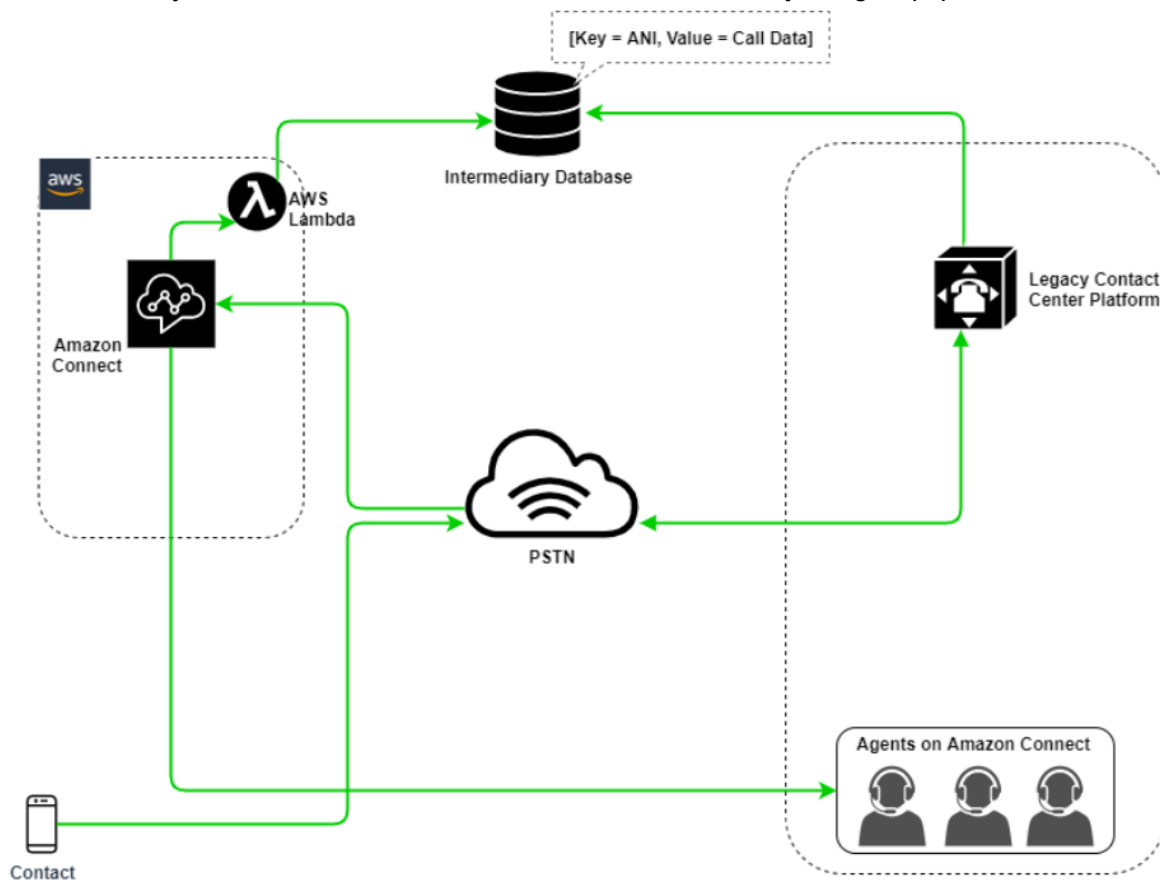 [Key = ANI, Value = Call Data]
Intermediary Database
aws
AWS
Lambda
Legacy Contact
Center Platform
Amazon
Connect
PSTN
Agents on Amazon Connect
Contact